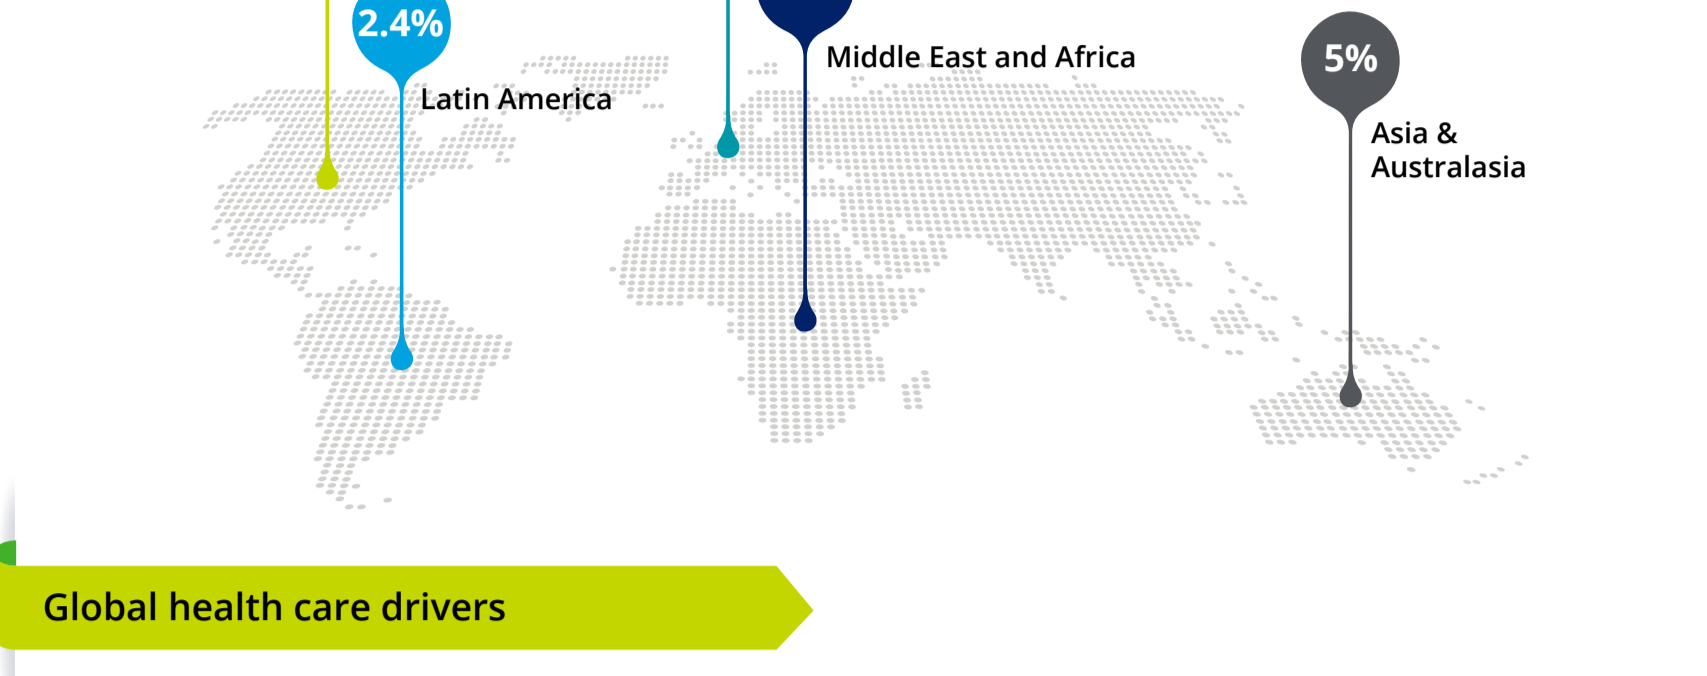 2.4%
Latin America
Middle East and Africa
5%
Asia &
Australasia
Global health care drivers